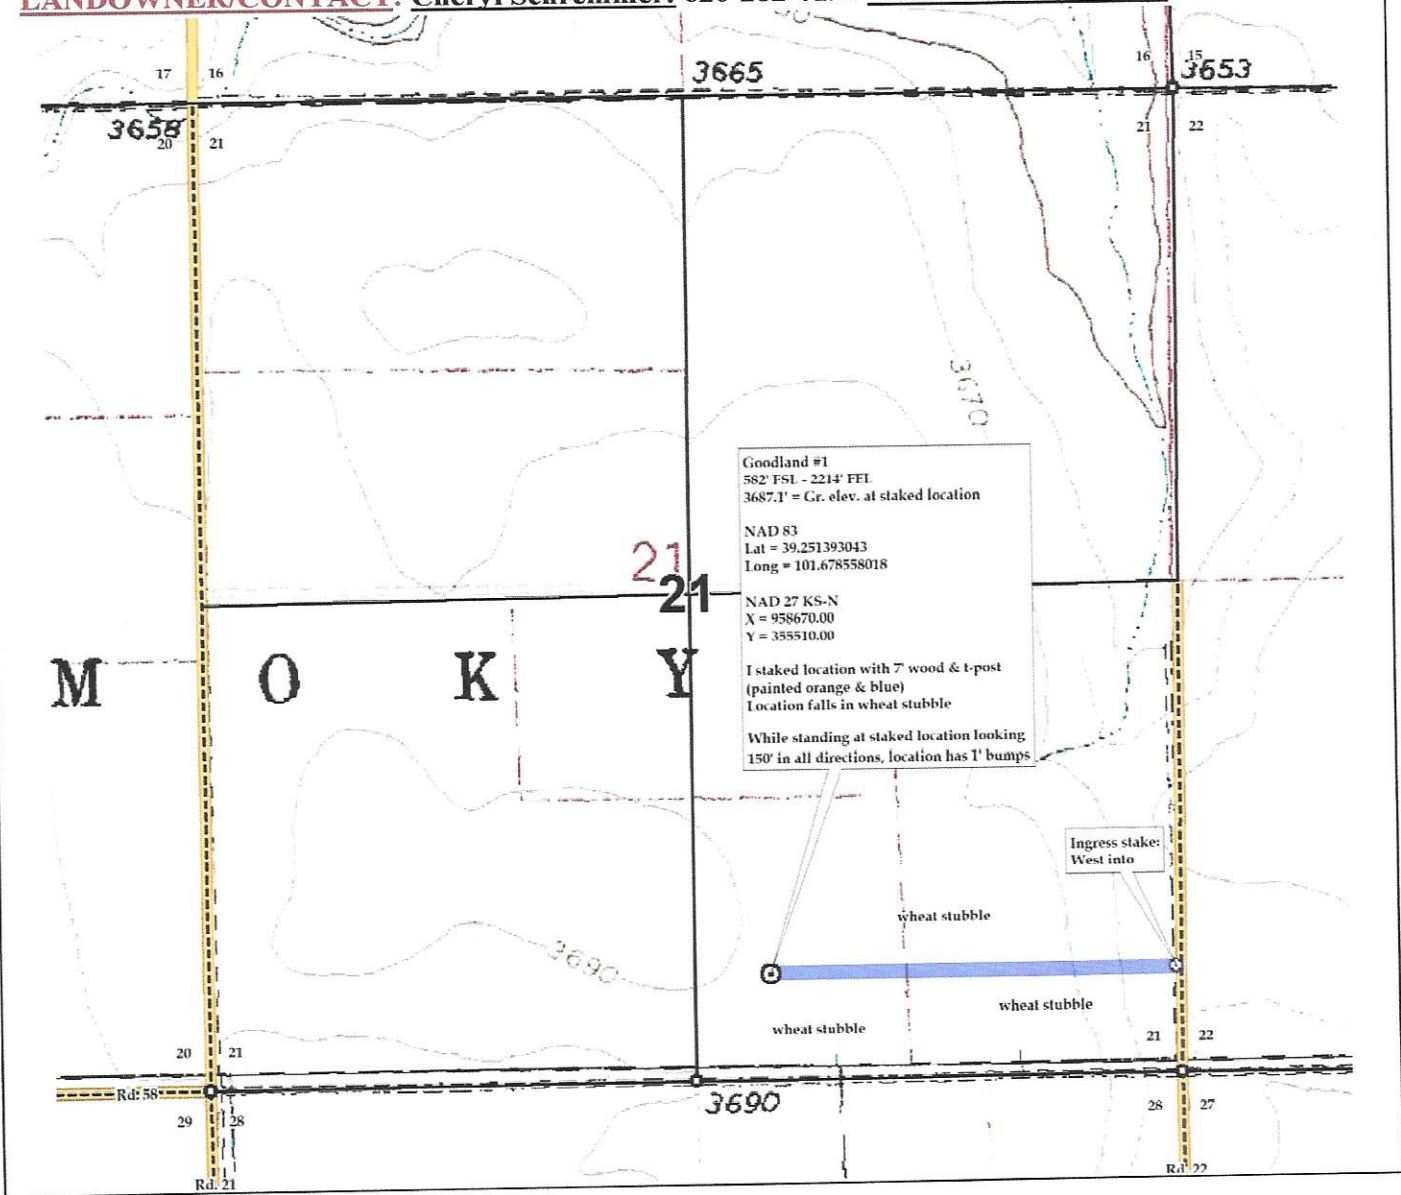 LANDOWNER/CONTACT:
17 16
16 15
3665
3653
3658
20 21
21 22
3670
Goodland #1
582' FSL - 2214' FEL
3687.1' = Gr. elev. at staked location
NAD 83
Lat = 39.251393043
Long = 101.678558018
NAD 27 KS-N
X = 958670.00
Y = 355510.00
I staked location with 7' wood & t-post
(painted orange & blue)
Location falls in wheat stubble
While standing at staked location looking
150' in all directions, location has 1' bumps
21
21
M O K Y
Ingress stake:
West into
wheat stubble
3690
wheat stubble
wheat stubble
20 21
21 22
Rd. 58
3690
29 28
28 27
Rd. 21
Rd. 22